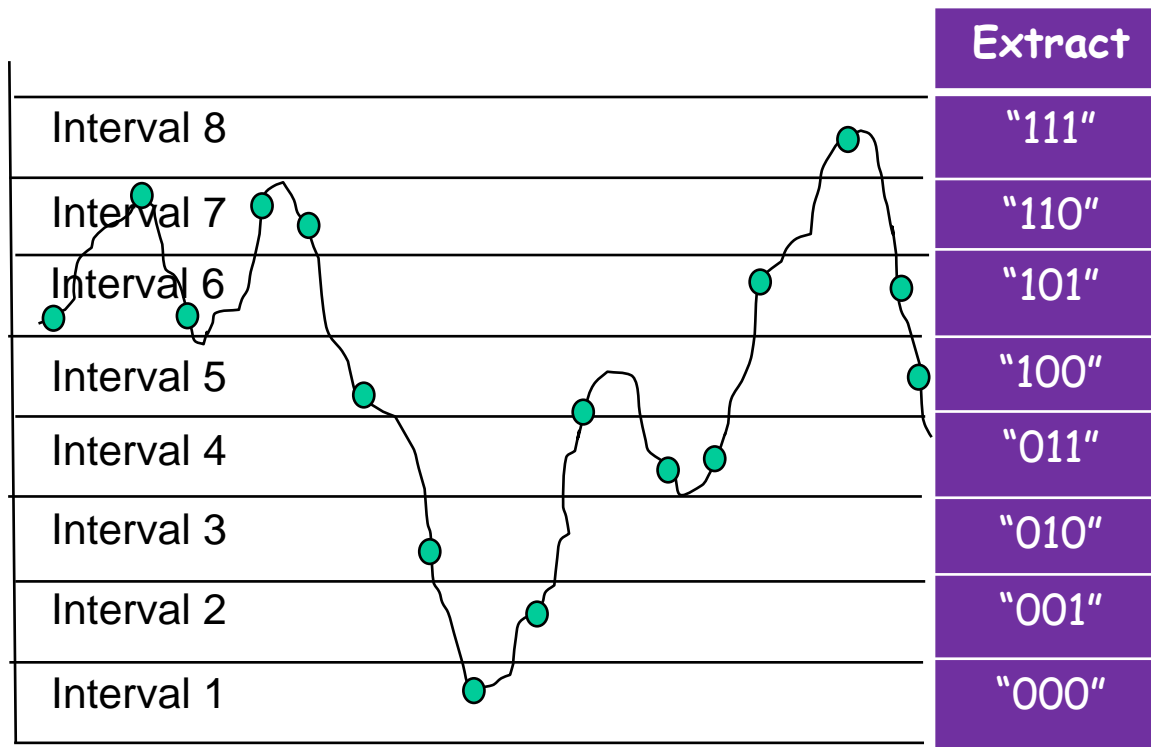 Extract
Interval 8 “111”
Interval 7 “110”
Interval 6 “101”
Interval 5 “100”
Interval 4 “011”
Interval 3 “010”
Interval 2 “001”
Interval 1 “000”